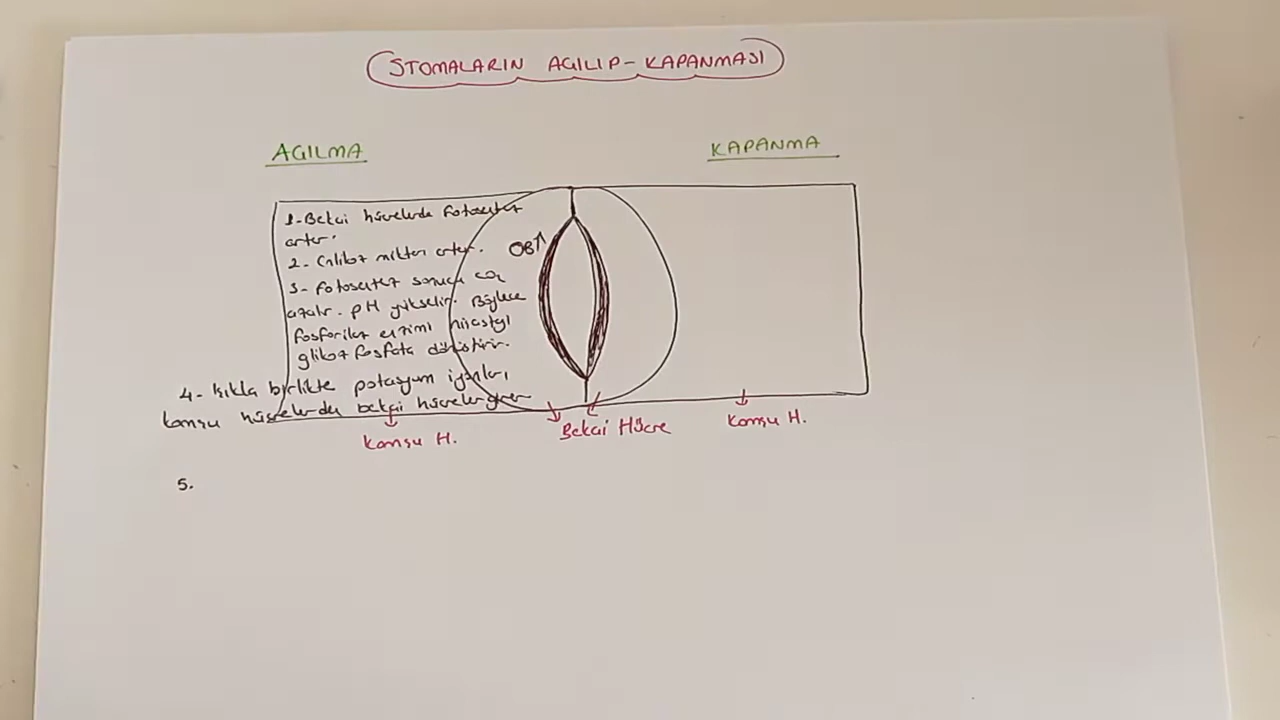 STOMALARIN AÇILIP-KAPANMASI
AÇILMA
KAPANMA
1-Bekçi hücrelerde fotosentez
artar.
2- Glikoz miktarı artar.
OB↑
3- Fotosentez sonucu CO₂
azalır. pH yükselir. Böylece
fosforilaz enzimi nişastayı
glikoz fosfata dönüştürür.
4- Işıkla birlikte potasyum iyonları,
komşu hücrelerden bekçi hücrelere girer
Komşu H.
Bekçi Hücre
Komşu H.
5.